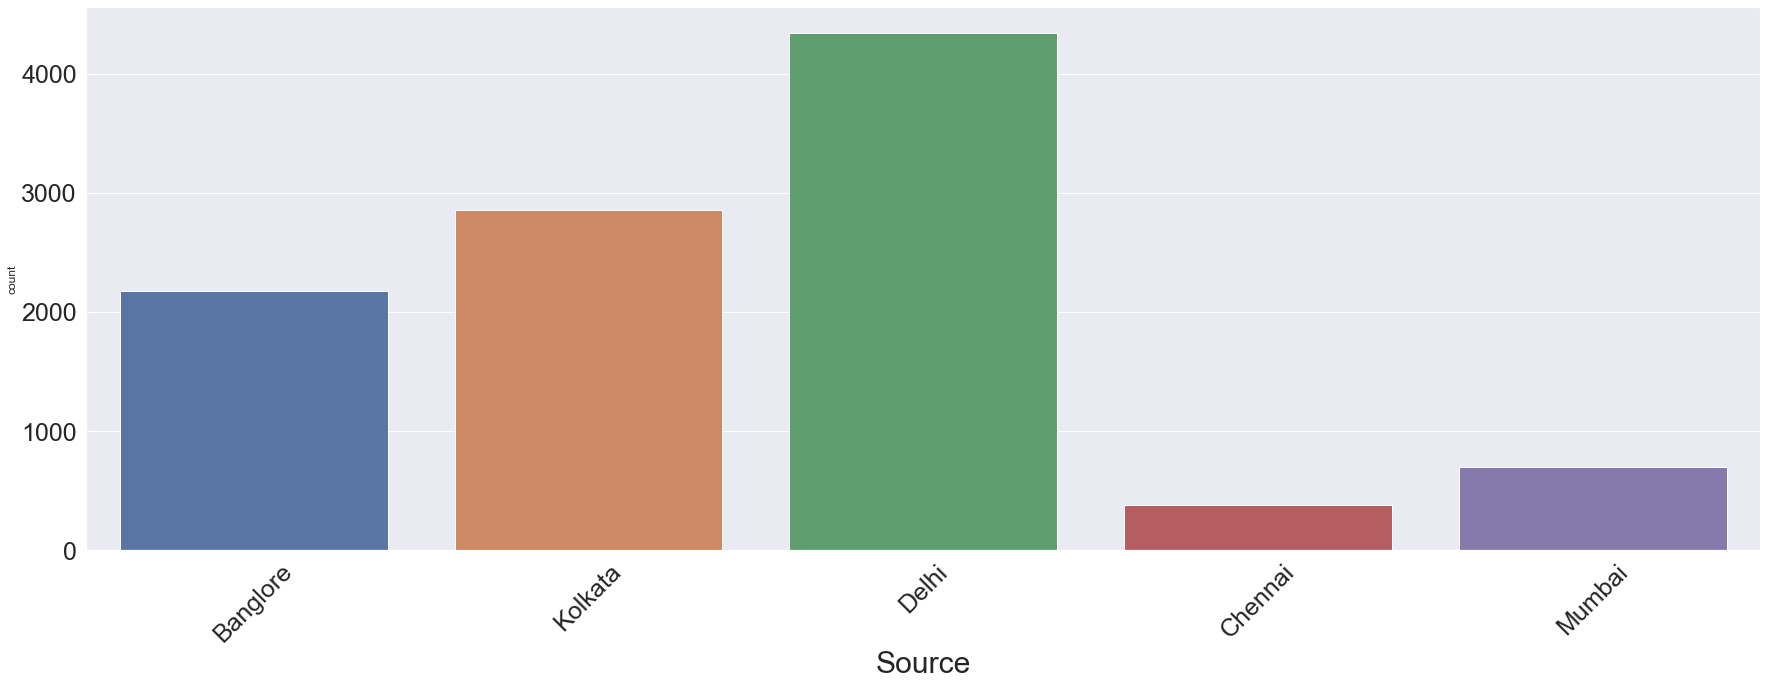 4000
3000
2000
1000
0
count
Banglore
Kolkata
Delhi
Chennai
Mumbai
Source